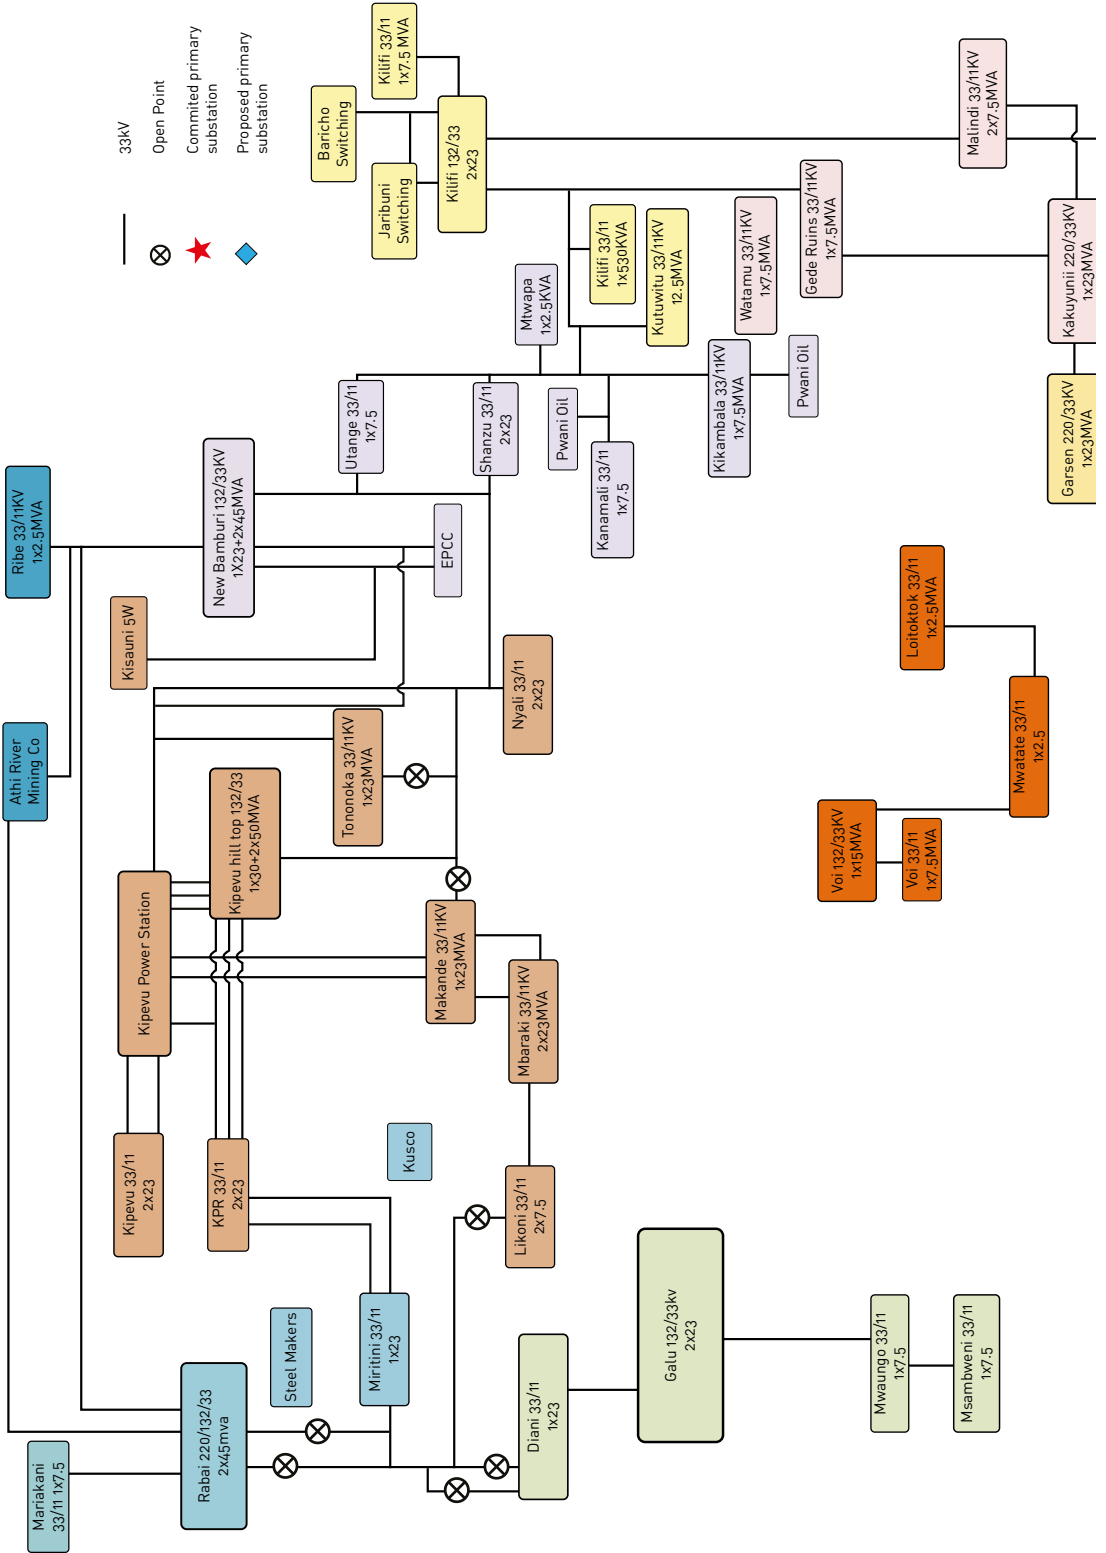 33kV
Open Point
Commited primary
substation
Proposed primary
substation
Mariakani
33/11 1x7.5
Athi River
Mining Co
Ribe 33/11KV
1x2.5MVA
Rabai 220/132/33
2x45mva
Kipevu 33/11
2x23
Kipevu Power Station
Kisauni 5W
New Bamburi 132/33KV
1X23+2x45MVA
Baricho
Switching
Kilifi 33/11
1x7.5 MVA
Steel Makers
KPR 33/11
2x23
Kipevu hill top 132/33
1x30+2x50MVA
Jaribuni
Switching
Kilifi 132/33
2x23
Miritini 33/11
1x23
Kusco
Tononoka 33/11KV
1x23MVA
Utange 33/11
1x7.5
Makande 33/11KV
1x23MVA
EPCC
Shanzu 33/11
2x23
Mtwapa
1x2.5KVA
Diani 33/11
1x23
Likoni 33/11
2x7.5
Mbaraki 33/11KV
2x23MVA
Nyali 33/11
2x23
Pwani Oil
Kanamali 33/11
1x7.5
Kilifi 33/11
1x530KVA
Kutuwitu 33/11KV
12.5MVA
Galu 132/33kv
2x23
Kikambala 33/11KV
1x7.5MVA
Watamu 33/11KV
1x7.5MVA
Pwani Oil
Gede Ruins 33/11KV
1x7.5MVA
Voi 132/33KV
1x15MVA
Voi 33/11
1x7.5MVA
Loitoktok 33/11
1x2.5MVA
Mwaungo 33/11
1x7.5
Msambweni 33/11
1x7.5
Mwatate 33/11
1x2.5
Malindi 33/11KV
2x7.5MVA
Garsen 220/33KV
1x23MVA
Kakuyunii 220/33KV
1x23MVA